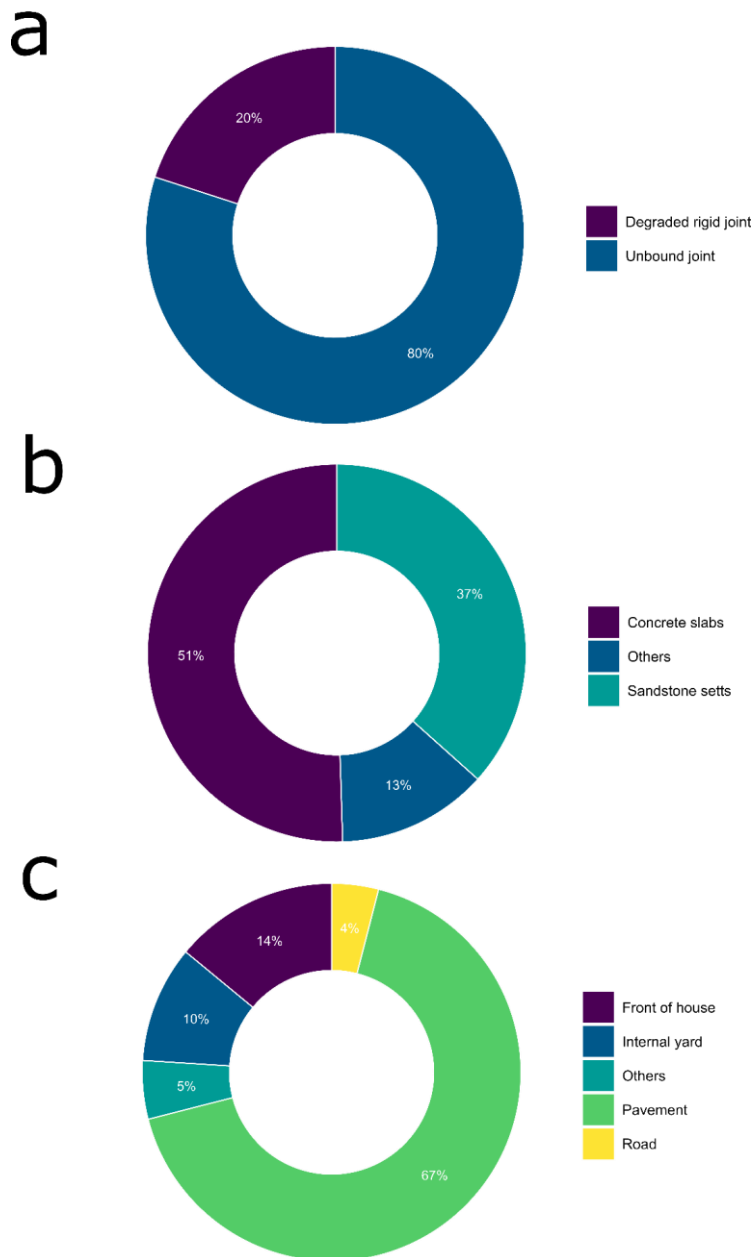 a
20%
80%
Degraded rigid joint
Unbound joint
b
37%
51%
13%
Concrete slabs
Others
Sandstone setts
c
14%
4%
10%
5%
67%
Front of house
Internal yard
Others
Pavement
Road